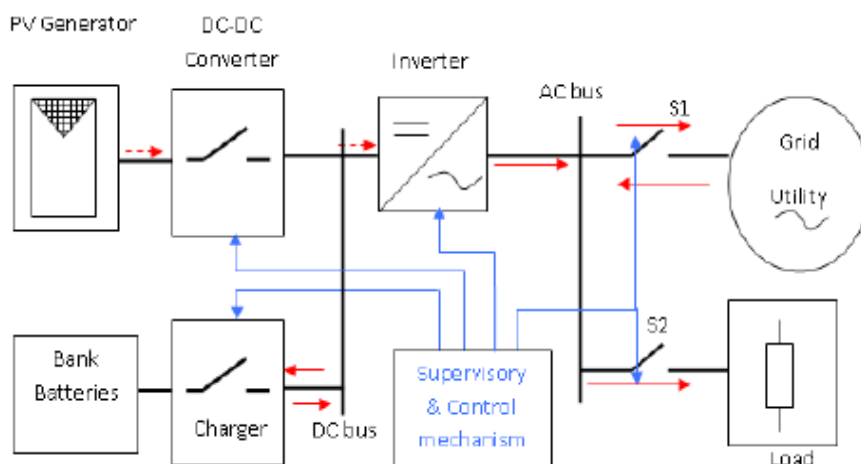 PV Generator
DC-DC
Converter
Inverter
AC bus
S1
Grid
Utility
Bank
Batteries
Charger
DC bus
Supervisory
& Control
mechanism
S2
Load